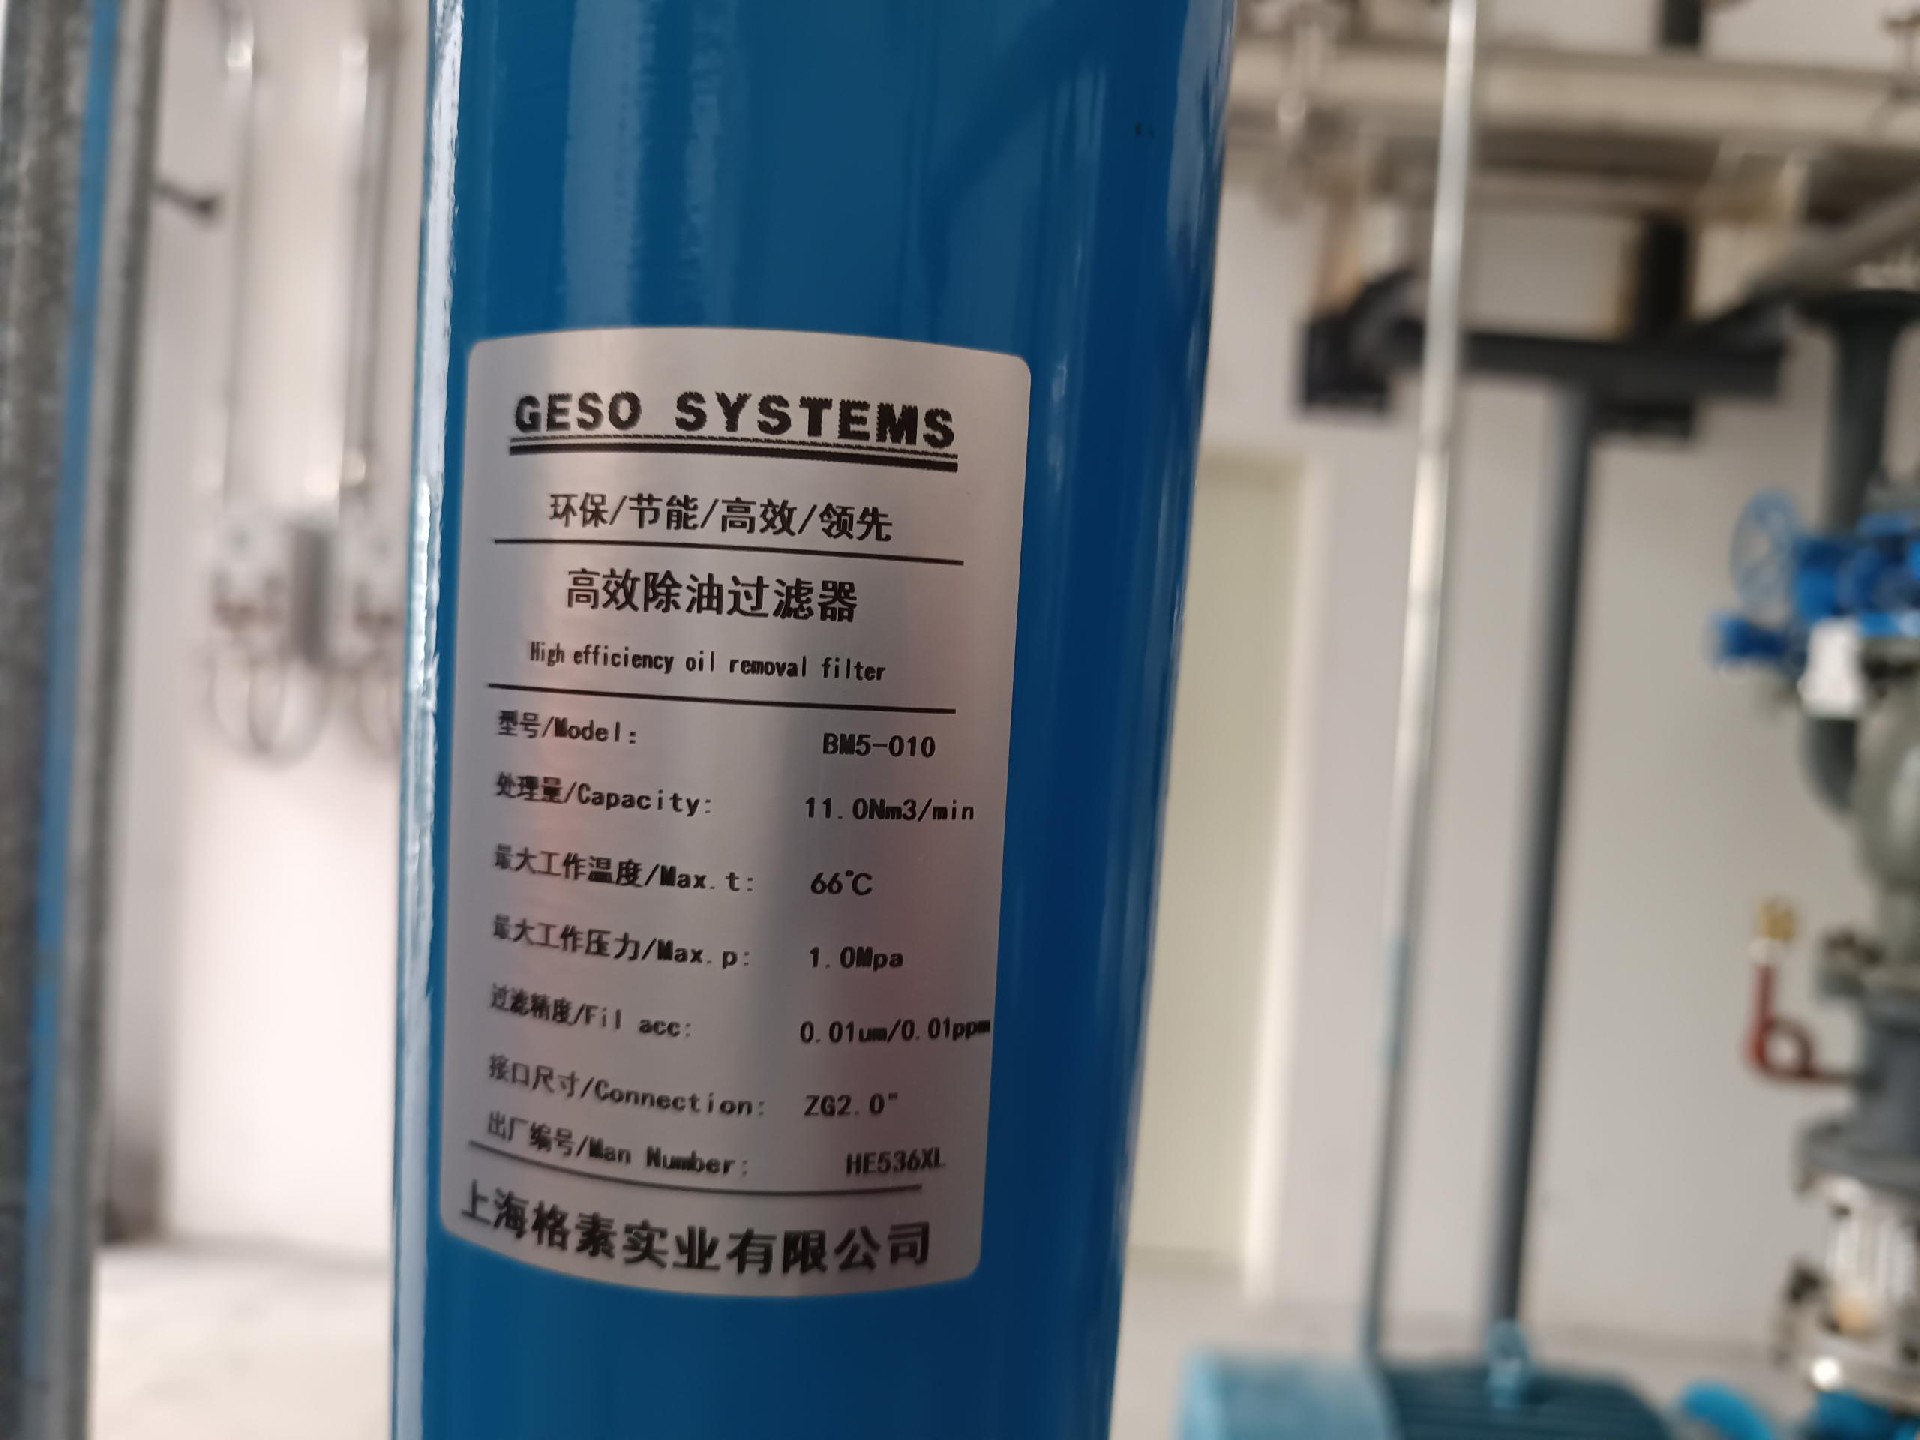 GESO SYSTEMS
环保/节能/高效/领先
高效除油过滤器
High efficiency oil removal filter
型号/Model: BM5-010
处理量/Capacity: 11.0Nm3/min
最大工作温度/Max.t: 66℃
最大工作压力/Max.p: 1.0Mpa
过滤精度/Fil acc: 0.01um/0.01ppm
接口尺寸/Connection: ZG2.0"
出厂编号/Man Number: HE536XL
上海格素实业有限公司